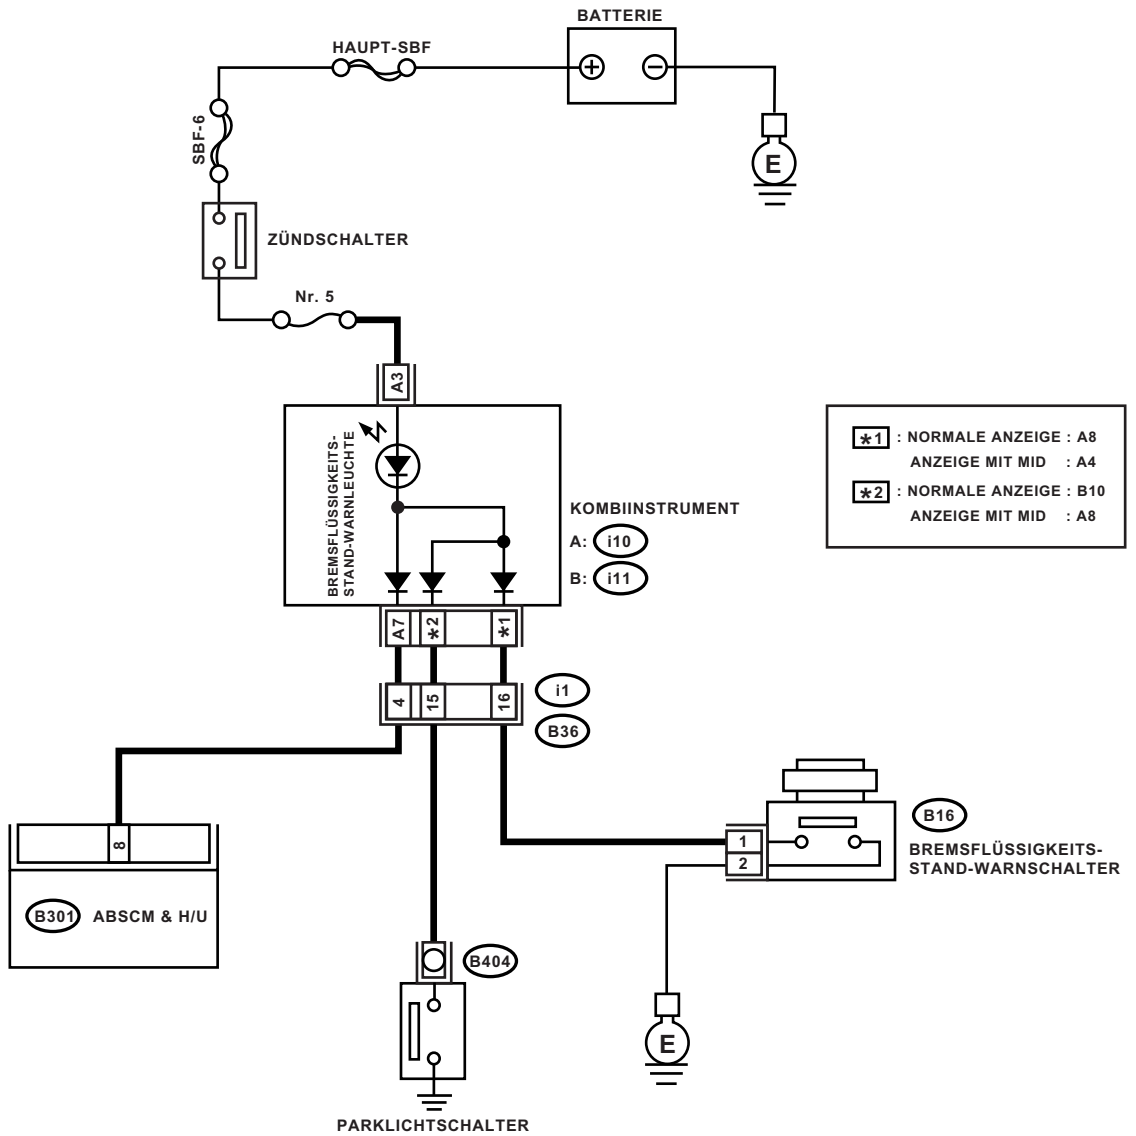 BATTERIE
HAUPT-SBF
E
SBF-6
ZÜNDSCHALTER
Nr. 5
A3
BREMSFLÜSSIGKEITS-
STAND-WARNLEUCHTE
KOMBIINSTRUMENT
A: i10
B: i11
*1 : NORMALE ANZEIGE : A8
ANZEIGE MIT MID : A4
*2 : NORMALE ANZEIGE : B10
ANZEIGE MIT MID : A8
A7 *2 *1
4 15 16
i1
B36
8
B301 ABSCM & H/U
1
2
B16
BREMSFLÜSSIGKEITS-
STAND-WARNSCHALTER
B404
E
PARKLICHTSCHALTER